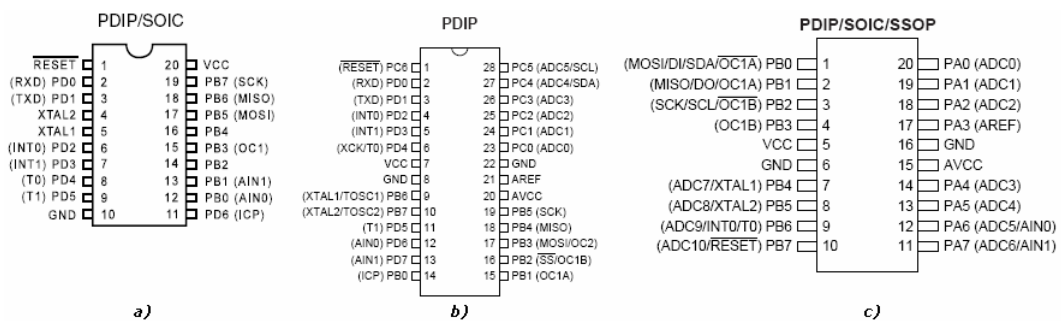 PDIP/SOIC
RESET 1 20 VCC
(RXD) PD0 2 19 PB7 (SCK)
(TXD) PD1 3 18 PB6 (MISO)
XTAL2 4 17 PB5 (MOSI)
XTAL1 5 16 PB4
(INT0) PD2 6 15 PB3 (OC1)
(INT1) PD3 7 14 PB2
(T0) PD4 8 13 PB1 (AIN1)
(T1) PD5 9 12 PB0 (AIN0)
GND 10 11 PD6 (ICP)
a)
PDIP
(RESET) PC6 1 28 PC5 (ADC5/SCL)
(RXD) PD0 2 27 PC4 (ADC4/SDA)
(TXD) PD1 3 26 PC3 (ADC3)
(INT0) PD2 4 25 PC2 (ADC2)
(INT1) PD3 5 24 PC1 (ADC1)
(XCK/T0) PD4 6 23 PC0 (ADC0)
VCC 7 22 GND
GND 8 21 AREF
(XTAL1/TOSC1) PB6 9 20 AVCC
(XTAL2/TOSC2) PB7 10 19 PB5 (SCK)
(T1) PD5 11 18 PB4 (MISO)
(AIN0) PD6 12 17 PB3 (MOSI/OC2)
(AIN1) PD7 13 16 PB2 (SS/OC1B)
(ICP) PB0 14 15 PB1 (OC1A)
b)
PDIP/SOIC/SSOP
(MOSI/DI/SDA/OC1A) PB0 1 20 PA0 (ADC0)
(MISO/DO/OC1A) PB1 2 19 PA1 (ADC1)
(SCK/SCL/OC1B) PB2 3 18 PA2 (ADC2)
(OC1B) PB3 4 17 PA3 (AREF)
VCC 5 16 GND
GND 6 15 AVCC
(ADC7/XTAL1) PB4 7 14 PA4 (ADC3)
(ADC8/XTAL2) PB5 8 13 PA5 (ADC4)
(ADC9/INT0/T0) PB6 9 12 PA6 (ADC5/AIN0)
(ADC10/RESET) PB7 10 11 PA7 (ADC6/AIN1)
c)